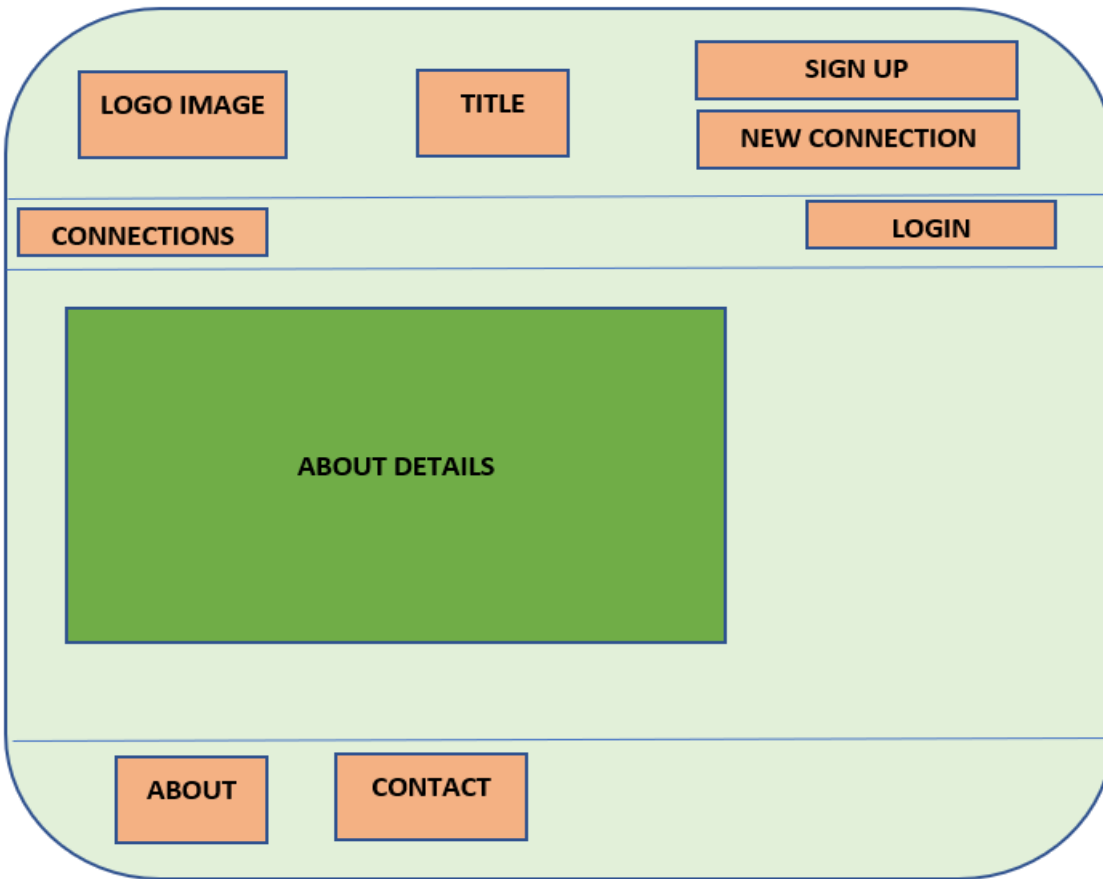 LOGO IMAGE
TITLE
SIGN UP
NEW CONNECTION
CONNECTIONS
LOGIN
ABOUT DETAILS
ABOUT
CONTACT